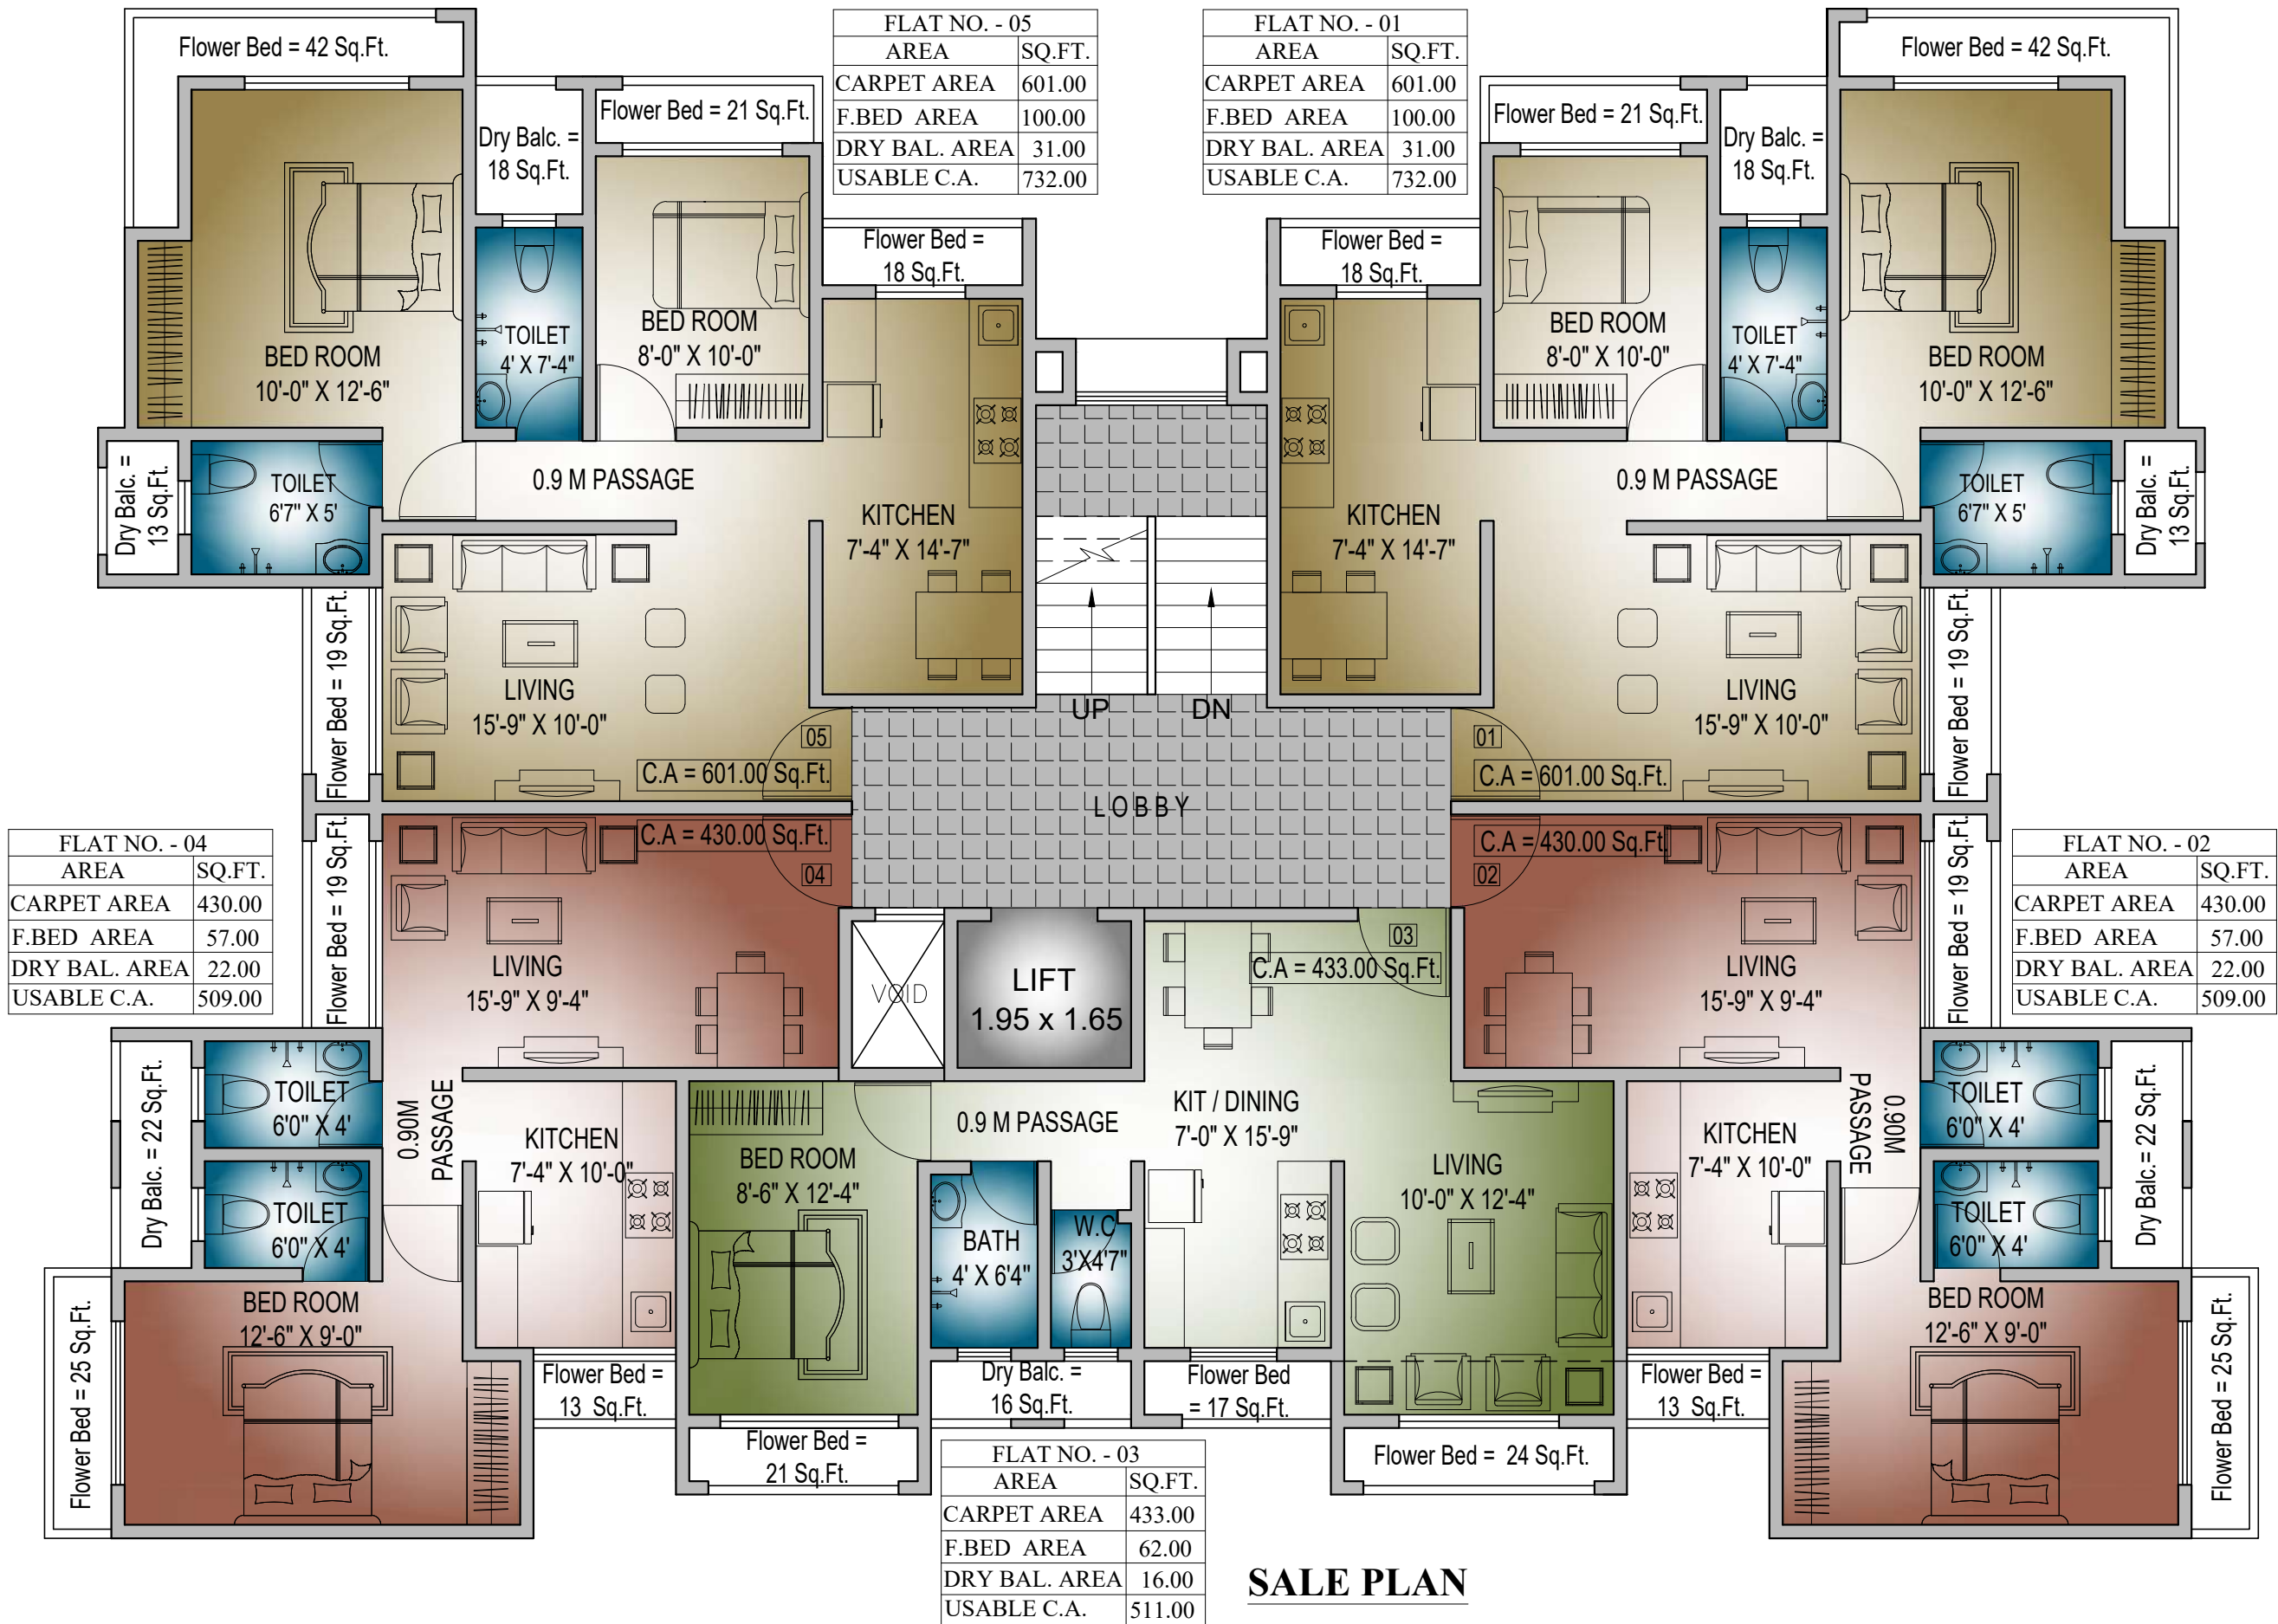 Flower Bed = 42 Sq.Ft.
Dry Balc. =
18 Sq.Ft.
Flower Bed = 21 Sq.Ft.
FLAT NO. - 05
AREA SQ.FT.
CARPET AREA 601.00
F.BED AREA 100.00
DRY BAL. AREA 31.00
USABLE C.A. 732.00
FLAT NO. - 01
AREA SQ.FT.
CARPET AREA 601.00
F.BED AREA 100.00
DRY BAL. AREA 31.00
USABLE C.A. 732.00
Flower Bed = 21 Sq.Ft.
Dry Balc. =
18 Sq.Ft.
Flower Bed = 42 Sq.Ft.
Flower Bed =
18 Sq.Ft.
Flower Bed =
18 Sq.Ft.
BED ROOM
10'-0" X 12'-6"
TOILET
4' X 7'-4"
BED ROOM
8'-0" X 10'-0"
BED ROOM
8'-0" X 10'-0"
TOILET
4' X 7'-4"
BED ROOM
10'-0" X 12'-6"
Dry Balc. =
13 Sq.Ft.
TOILET
6'7" X 5'
0.9 M PASSAGE
KITCHEN
7'-4" X 14'-7"
KITCHEN
7'-4" X 14'-7"
0.9 M PASSAGE
TOILET
6'7" X 5'
Dry Balc. =
13 Sq.Ft.
Flower Bed = 19 Sq.Ft.
LIVING
15'-9" X 10'-0"
05
C.A = 601.00 Sq.Ft.
UP
DN
LOBBY
01
C.A = 601.00 Sq.Ft.
LIVING
15'-9" X 10'-0"
Flower Bed = 19 Sq.Ft.
FLAT NO. - 04
AREA SQ.FT.
CARPET AREA 430.00
F.BED AREA 57.00
DRY BAL. AREA 22.00
USABLE C.A. 509.00
Flower Bed = 19 Sq.Ft.
C.A = 430.00 Sq.Ft.
04
LIVING
15'-9" X 9'-4"
VOID
LIFT
1.95 x 1.65
03
C.A = 433.00 Sq.Ft.
C.A = 430.00 Sq.Ft.
02
LIVING
15'-9" X 9'-4"
Flower Bed = 19 Sq.Ft.
FLAT NO. - 02
AREA SQ.FT.
CARPET AREA 430.00
F.BED AREA 57.00
DRY BAL. AREA 22.00
USABLE C.A. 509.00
Dry Balc. = 22 Sq.Ft.
TOILET
6'0" X 4'
TOILET
6'0" X 4'
0.90M
PASSAGE
KITCHEN
7'-4" X 10'-0"
BED ROOM
8'-6" X 12'-4"
0.9 M PASSAGE
KIT / DINING
7'-0" X 15'-9"
BATH
4' X 6'4"
W.C
3'X4'7"
LIVING
10'-0" X 12'-4"
KITCHEN
7'-4" X 10'-0"
0.90M
PASSAGE
TOILET
6'0" X 4'
TOILET
6'0" X 4'
Dry Balc. = 22 Sq.Ft.
Flower Bed = 25 Sq.Ft.
BED ROOM
12'-6" X 9'-0"
Flower Bed =
13 Sq.Ft.
Flower Bed =
21 Sq.Ft.
Dry Balc. =
16 Sq.Ft.
Flower Bed
= 17 Sq.Ft.
Flower Bed = 24 Sq.Ft.
Flower Bed =
13 Sq.Ft.
BED ROOM
12'-6" X 9'-0"
Flower Bed = 25 Sq.Ft.
FLAT NO. - 03
AREA SQ.FT.
CARPET AREA 433.00
F.BED AREA 62.00
DRY BAL. AREA 16.00
USABLE C.A. 511.00
SALE PLAN